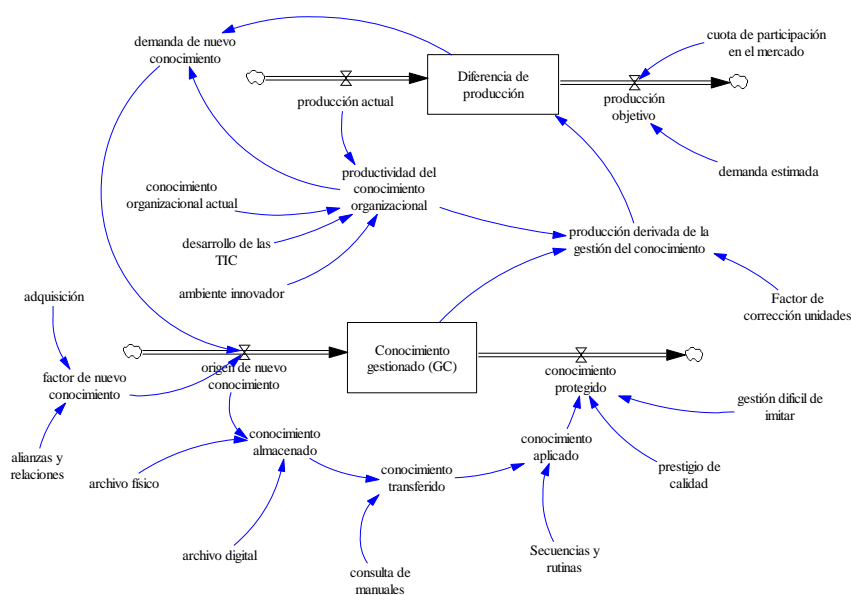 demanda de nuevo
conocimiento
cuota de participación
en el mercado
Diferencia de
producción
producción actual
producción
objetivo
demanda estimada
productividad del
conocimiento
organizacional
conocimiento
organizacional actual
desarrollo de las
TIC
ambiente innovador
producción derivada de la
gestión del conocimiento
Factor de
corrección unidades
adquisición
factor de nuevo
conocimiento
alianzas y
relaciones
origen de nuevo
conocimiento
Conocimiento
gestionado (GC)
conocimiento
protegido
gestión dificil de
imitar
prestigio de
calidad
conocimiento
almacenado
archivo físico
archivo digital
conocimiento
transferido
consulta de
manuales
conocimiento
aplicado
Secuencias y
rutinas